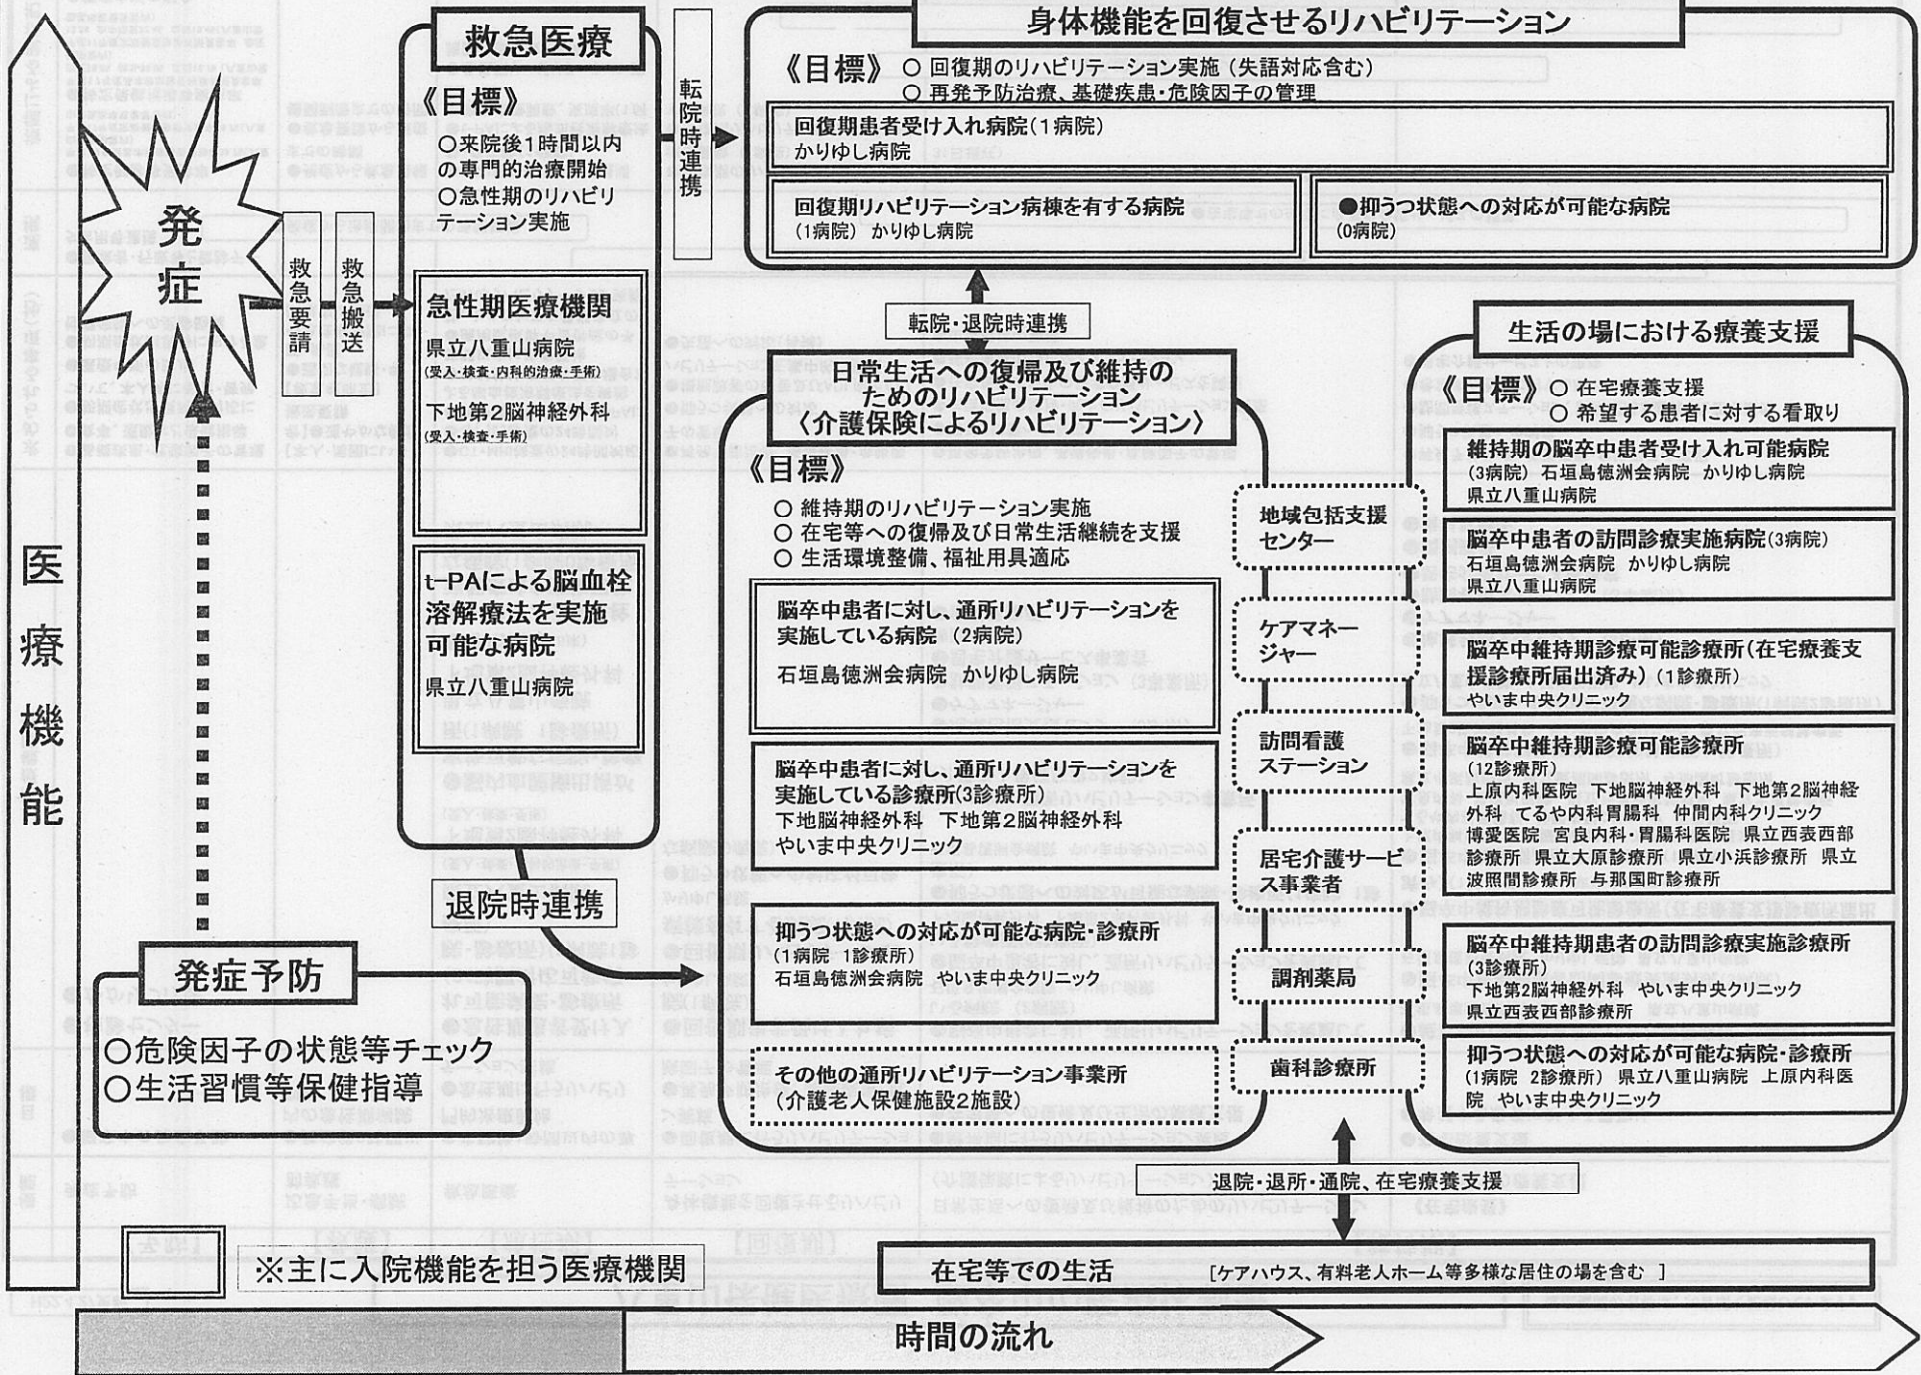 医療機能
発症
救急要請
救急搬送
救急医療
《目標》
○来院後1時間以内
の専門的治療開始
○急性期のリハビリ
テーション実施
急性期医療機関
県立八重山病院
(受入・検査・内科的治療・手術)
下地第2脳神経外科
(受入・検査・手術)
t-PAによる脳血栓
溶解療法を実施
可能な病院
県立八重山病院
転院時連携
身体機能を回復させるリハビリテーション
《目標》 ○ 回復期のリハビリテーション実施 (失語対応含む)
○ 再発予防治療、基礎疾患・危険因子の管理
回復期患者受け入れ病院(1病院)
かりゆし病院
回復期リハビリテーション病棟を有する病院
(1病院) かりゆし病院
●抑うつ状態への対応が可能な病院
(0病院)
転院・退院時連携
日常生活への復帰及び維持の
ためのリハビリテーション
〈介護保険によるリハビリテーション〉
《目標》
○ 維持期のリハビリテーション実施
○ 在宅等への復帰及び日常生活継続を支援
○ 生活環境整備、福祉用具適応
脳卒中患者に対し、通所リハビリテーションを
実施している病院 (2病院)
石垣島徳洲会病院 かりゆし病院
脳卒中患者に対し、通所リハビリテーションを
実施している診療所(3診療所)
下地脳神経外科 下地第2脳神経外科
やいま中央クリニック
抑うつ状態への対応が可能な病院・診療所
(1病院 1診療所)
石垣島徳洲会病院 やいま中央クリニック
その他の通所リハビリテーション事業所
(介護老人保健施設2施設)
地域包括支援
センター
ケアマネー
ジャー
訪問看護
ステーション
居宅介護サービ
ス事業者
調剤薬局
歯科診療所
生活の場における療養支援
《目標》 ○ 在宅療養支援
○ 希望する患者に対する看取り
維持期の脳卒中患者受け入れ可能病院
(3病院) 石垣島徳洲会病院 かりゆし病院
県立八重山病院
脳卒中患者の訪問診療実施病院(3病院)
石垣島徳洲会病院 かりゆし病院
県立八重山病院
脳卒中維持期診療可能診療所(在宅療養支
援診療所届出済み) (1診療所)
やいま中央クリニック
脳卒中維持期診療可能診療所
(12診療所)
上原内科医院 下地脳神経外科 下地第2脳神経
外科 てるや内科胃腸科 仲間内科クリニック
博愛医院 宮良内科・胃腸科医院 県立西表西部
診療所 県立大原診療所 県立小浜診療所 県立
波照間診療所 与那国町診療所
脳卒中維持期患者の訪問診療実施診療所
(3診療所)
下地第2脳神経外科 やいま中央クリニック
県立西表西部診療所
抑うつ状態への対応が可能な病院・診療所
(1病院 2診療所) 県立八重山病院 上原内科医
院 やいま中央クリニック
退院時連携
発症予防
○危険因子の状態等チェック
○生活習慣等保健指導
退院・退所・通院、在宅療養支援
在宅等での生活 [ケアハウス、有料老人ホーム等多様な居住の場を含む ]
※主に入院機能を担う医療機関
時間の流れ